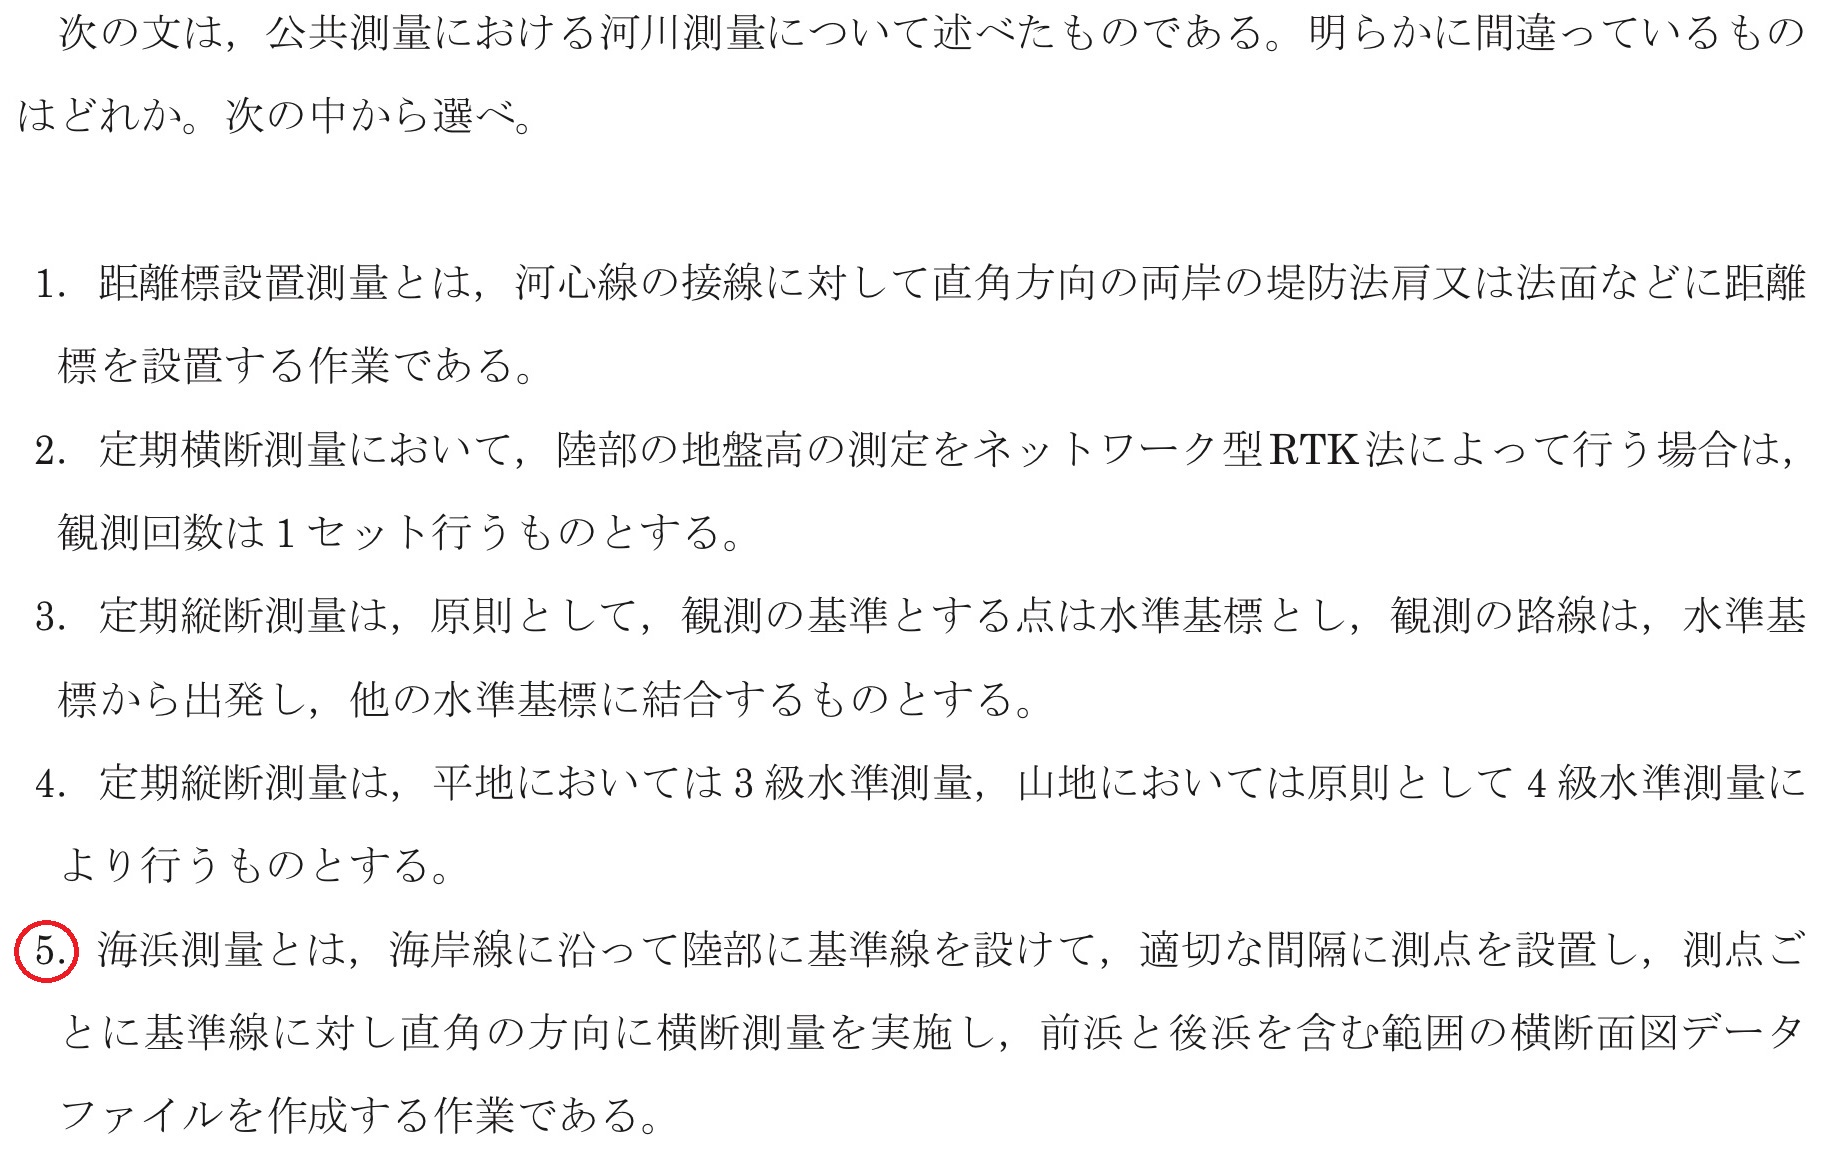 次の文は，公共測量における河川測量について述べたものである。明らかに間違っているもの
はどれか。次の中から選べ。
1． 距離標設置測量とは，河心線の接線に対して直角方向の両岸の堤防法肩又は法面などに距離
標を設置する作業である。
2． 定期横断測量において，陸部の地盤高の測定をネットワーク型RTK法によって行う場合は，
観測回数は1セット行うものとする。
3． 定期縦断測量は，原則として，観測の基準とする点は水準基標とし，観測の路線は，水準基
標から出発し，他の水準基標に結合するものとする。
4． 定期縦断測量は，平地においては3級水準測量，山地においては原則として4級水準測量に
より行うものとする。
5． 海浜測量とは，海岸線に沿って陸部に基準線を設けて，適切な間隔に測点を設置し，測点ご
とに基準線に対し直角の方向に横断測量を実施し，前浜と後浜を含む範囲の横断面図データ
ファイルを作成する作業である。